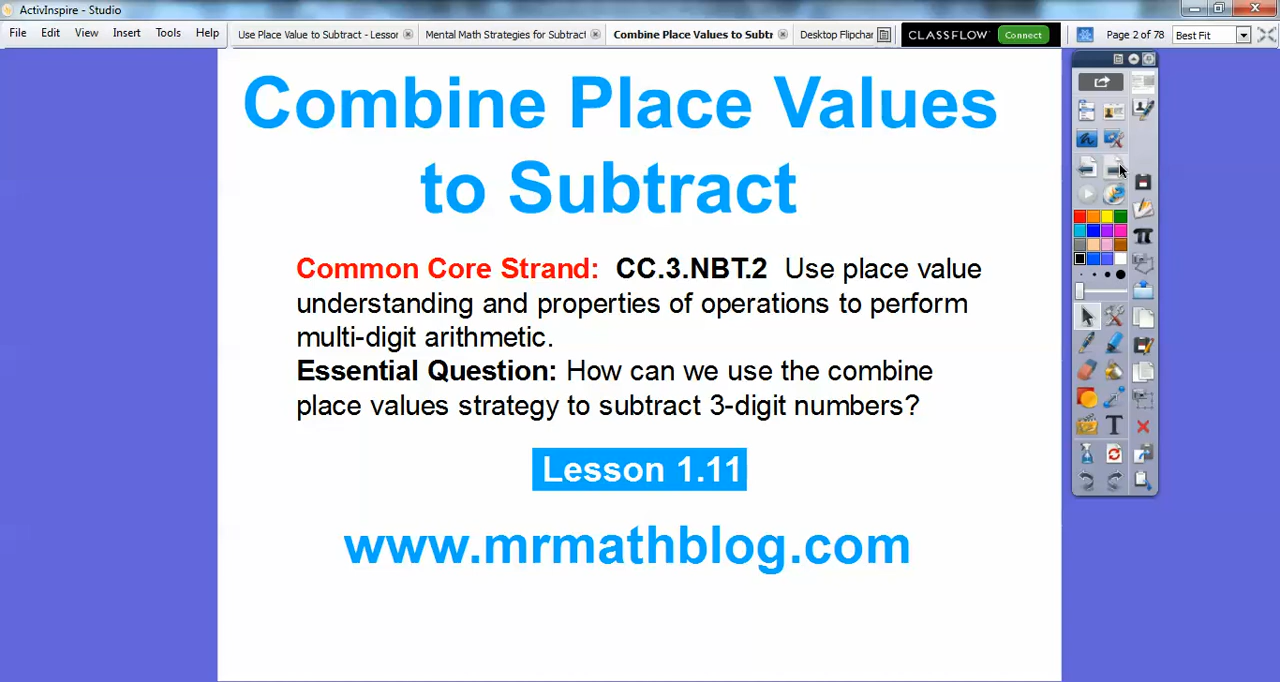 ActivInspire - Studio
File Edit View Insert Tools Help
Use Place Value to Subtract - Lessor
Mental Math Strategies for Subtract
Combine Place Values to Subtr
Desktop Flipchar
CLASSFLOW Connect
Page 2 of 78
Best Fit
Combine Place Values
to Subtract
Common Core Strand: CC.3.NBT.2 Use place value
understanding and properties of operations to perform
multi-digit arithmetic.
Essential Question: How can we use the combine
place values strategy to subtract 3-digit numbers?
Lesson 1.11
www.mrmathblog.com